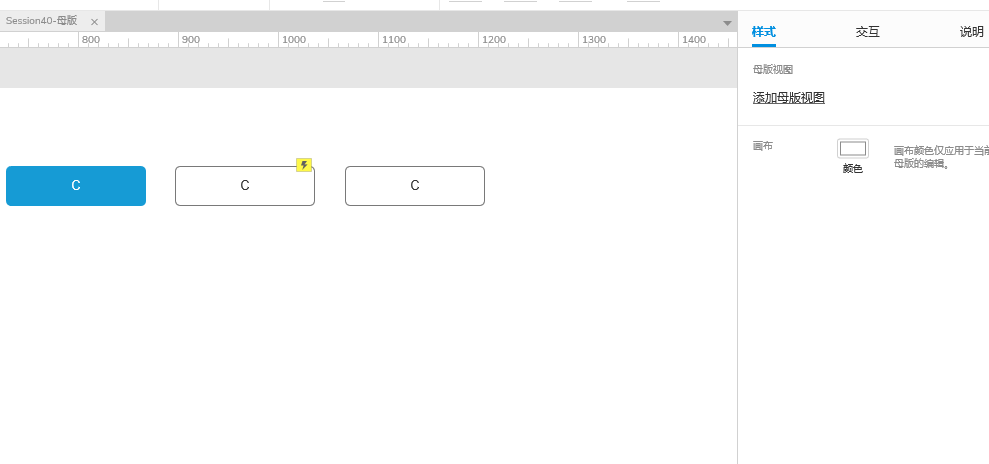 Session40-母版
800 900 1000 1100 1200 1300 1400
样式 交互 说明
母版视图
添加母版视图
画布
颜色
画布颜色仅应用于当前
母版的编辑。
C C C